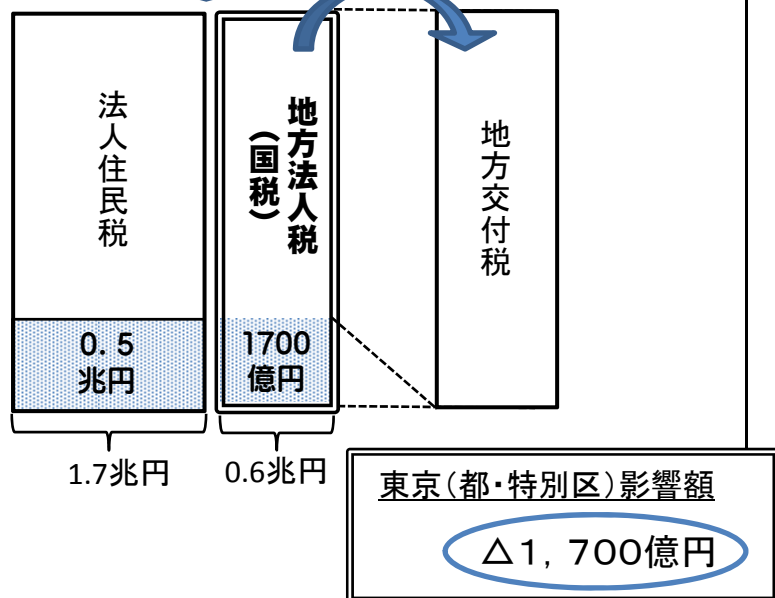 法人住民税
地方法人税
（国税）
地方交付税
0．5
兆円
1700
億円
1.7兆円
0.6兆円
東京（都・特別区）影響額
△１，７００億円